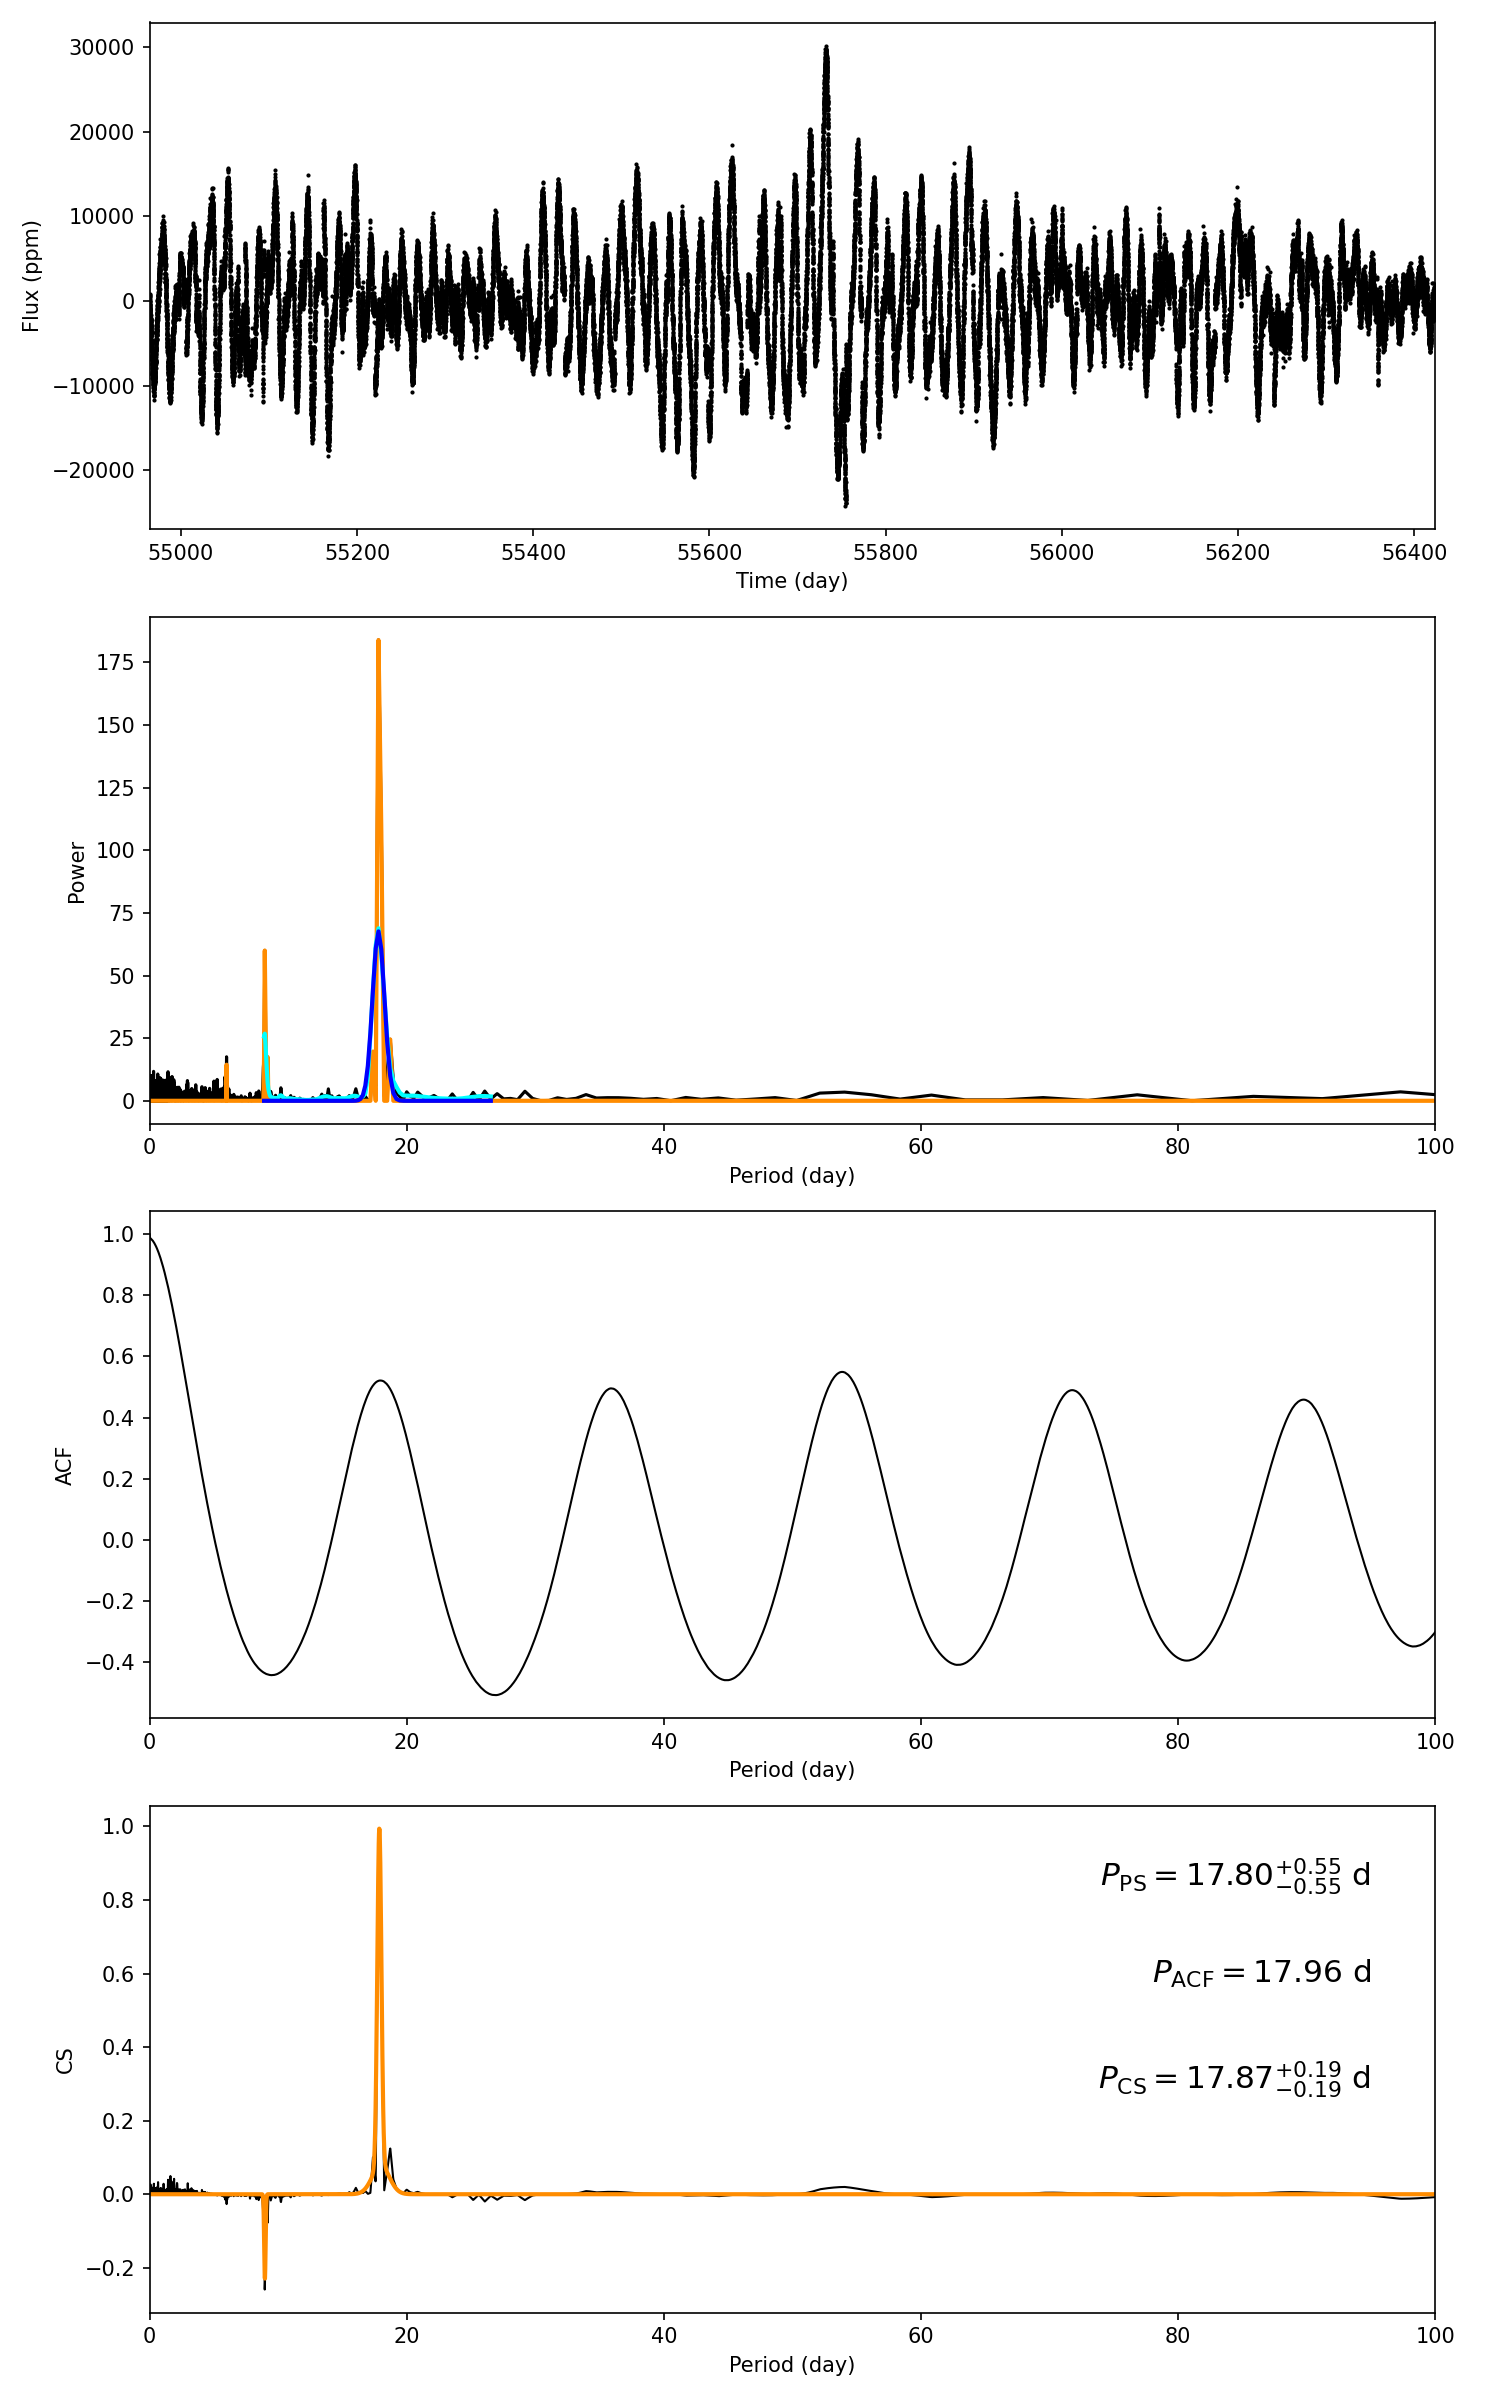 30000
20000
10000
0
−10000
−20000
Flux (ppm)
55000 55200 55400 55600 55800 56000 56200 56400
Time (day)
175
150
125
100
75
50
25
0
Power
0 20 40 60 80 100
Period (day)
1.0
0.8
0.6
0.4
0.2
0.0
−0.2
−0.4
ACF
0 20 40 60 80 100
Period (day)
1.0
0.8
0.6
0.4
0.2
0.0
−0.2
CS
P_PS = 17.80^{+0.55}_{−0.55} d
P_ACF = 17.96 d
P_CS = 17.87^{+0.19}_{−0.19} d
0 20 40 60 80 100
Period (day)